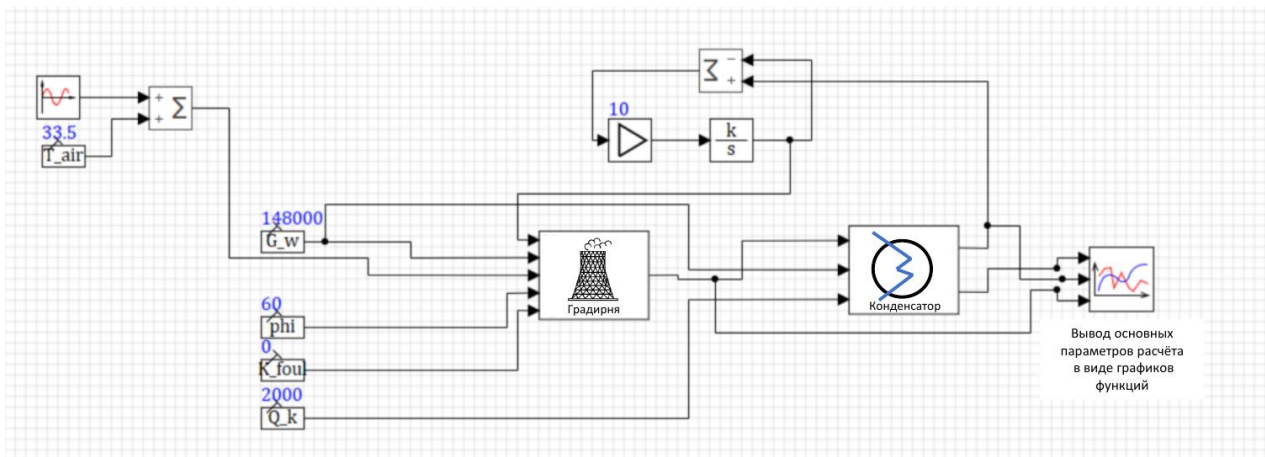 Σ
−
+
10
k
s
+
+
Σ
33.5
T_air
148000
G_w
Градирня
Конденсатор
60
phi
0
K_foul
2000
Q_k
Вывод основных
параметров расчёта
в виде графиков
функций